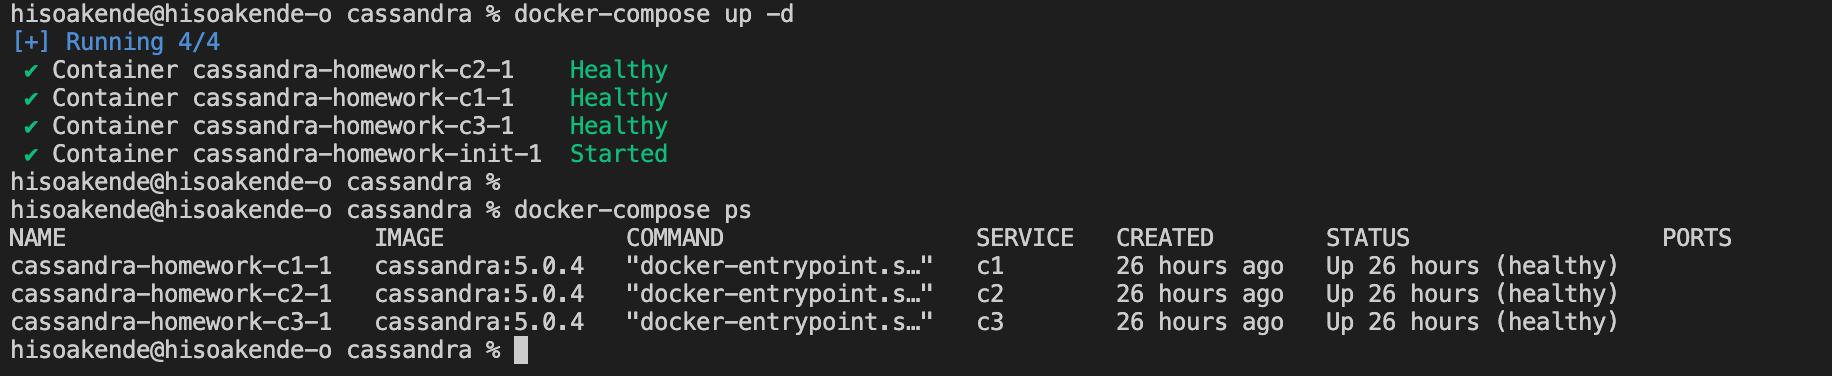 hisoakende@hisoakende-o cassandra % docker-compose up -d
[+] Running 4/4
✔ Container cassandra-homework-c2-1    Healthy
✔ Container cassandra-homework-c1-1    Healthy
✔ Container cassandra-homework-c3-1    Healthy
✔ Container cassandra-homework-init-1  Started
hisoakende@hisoakende-o cassandra %
hisoakende@hisoakende-o cassandra % docker-compose ps
NAME                      IMAGE             COMMAND                  SERVICE   CREATED        STATUS                  PORTS
cassandra-homework-c1-1   cassandra:5.0.4   "docker-entrypoint.s…"   c1        26 hours ago   Up 26 hours (healthy)
cassandra-homework-c2-1   cassandra:5.0.4   "docker-entrypoint.s…"   c2        26 hours ago   Up 26 hours (healthy)
cassandra-homework-c3-1   cassandra:5.0.4   "docker-entrypoint.s…"   c3        26 hours ago   Up 26 hours (healthy)
hisoakende@hisoakende-o cassandra %